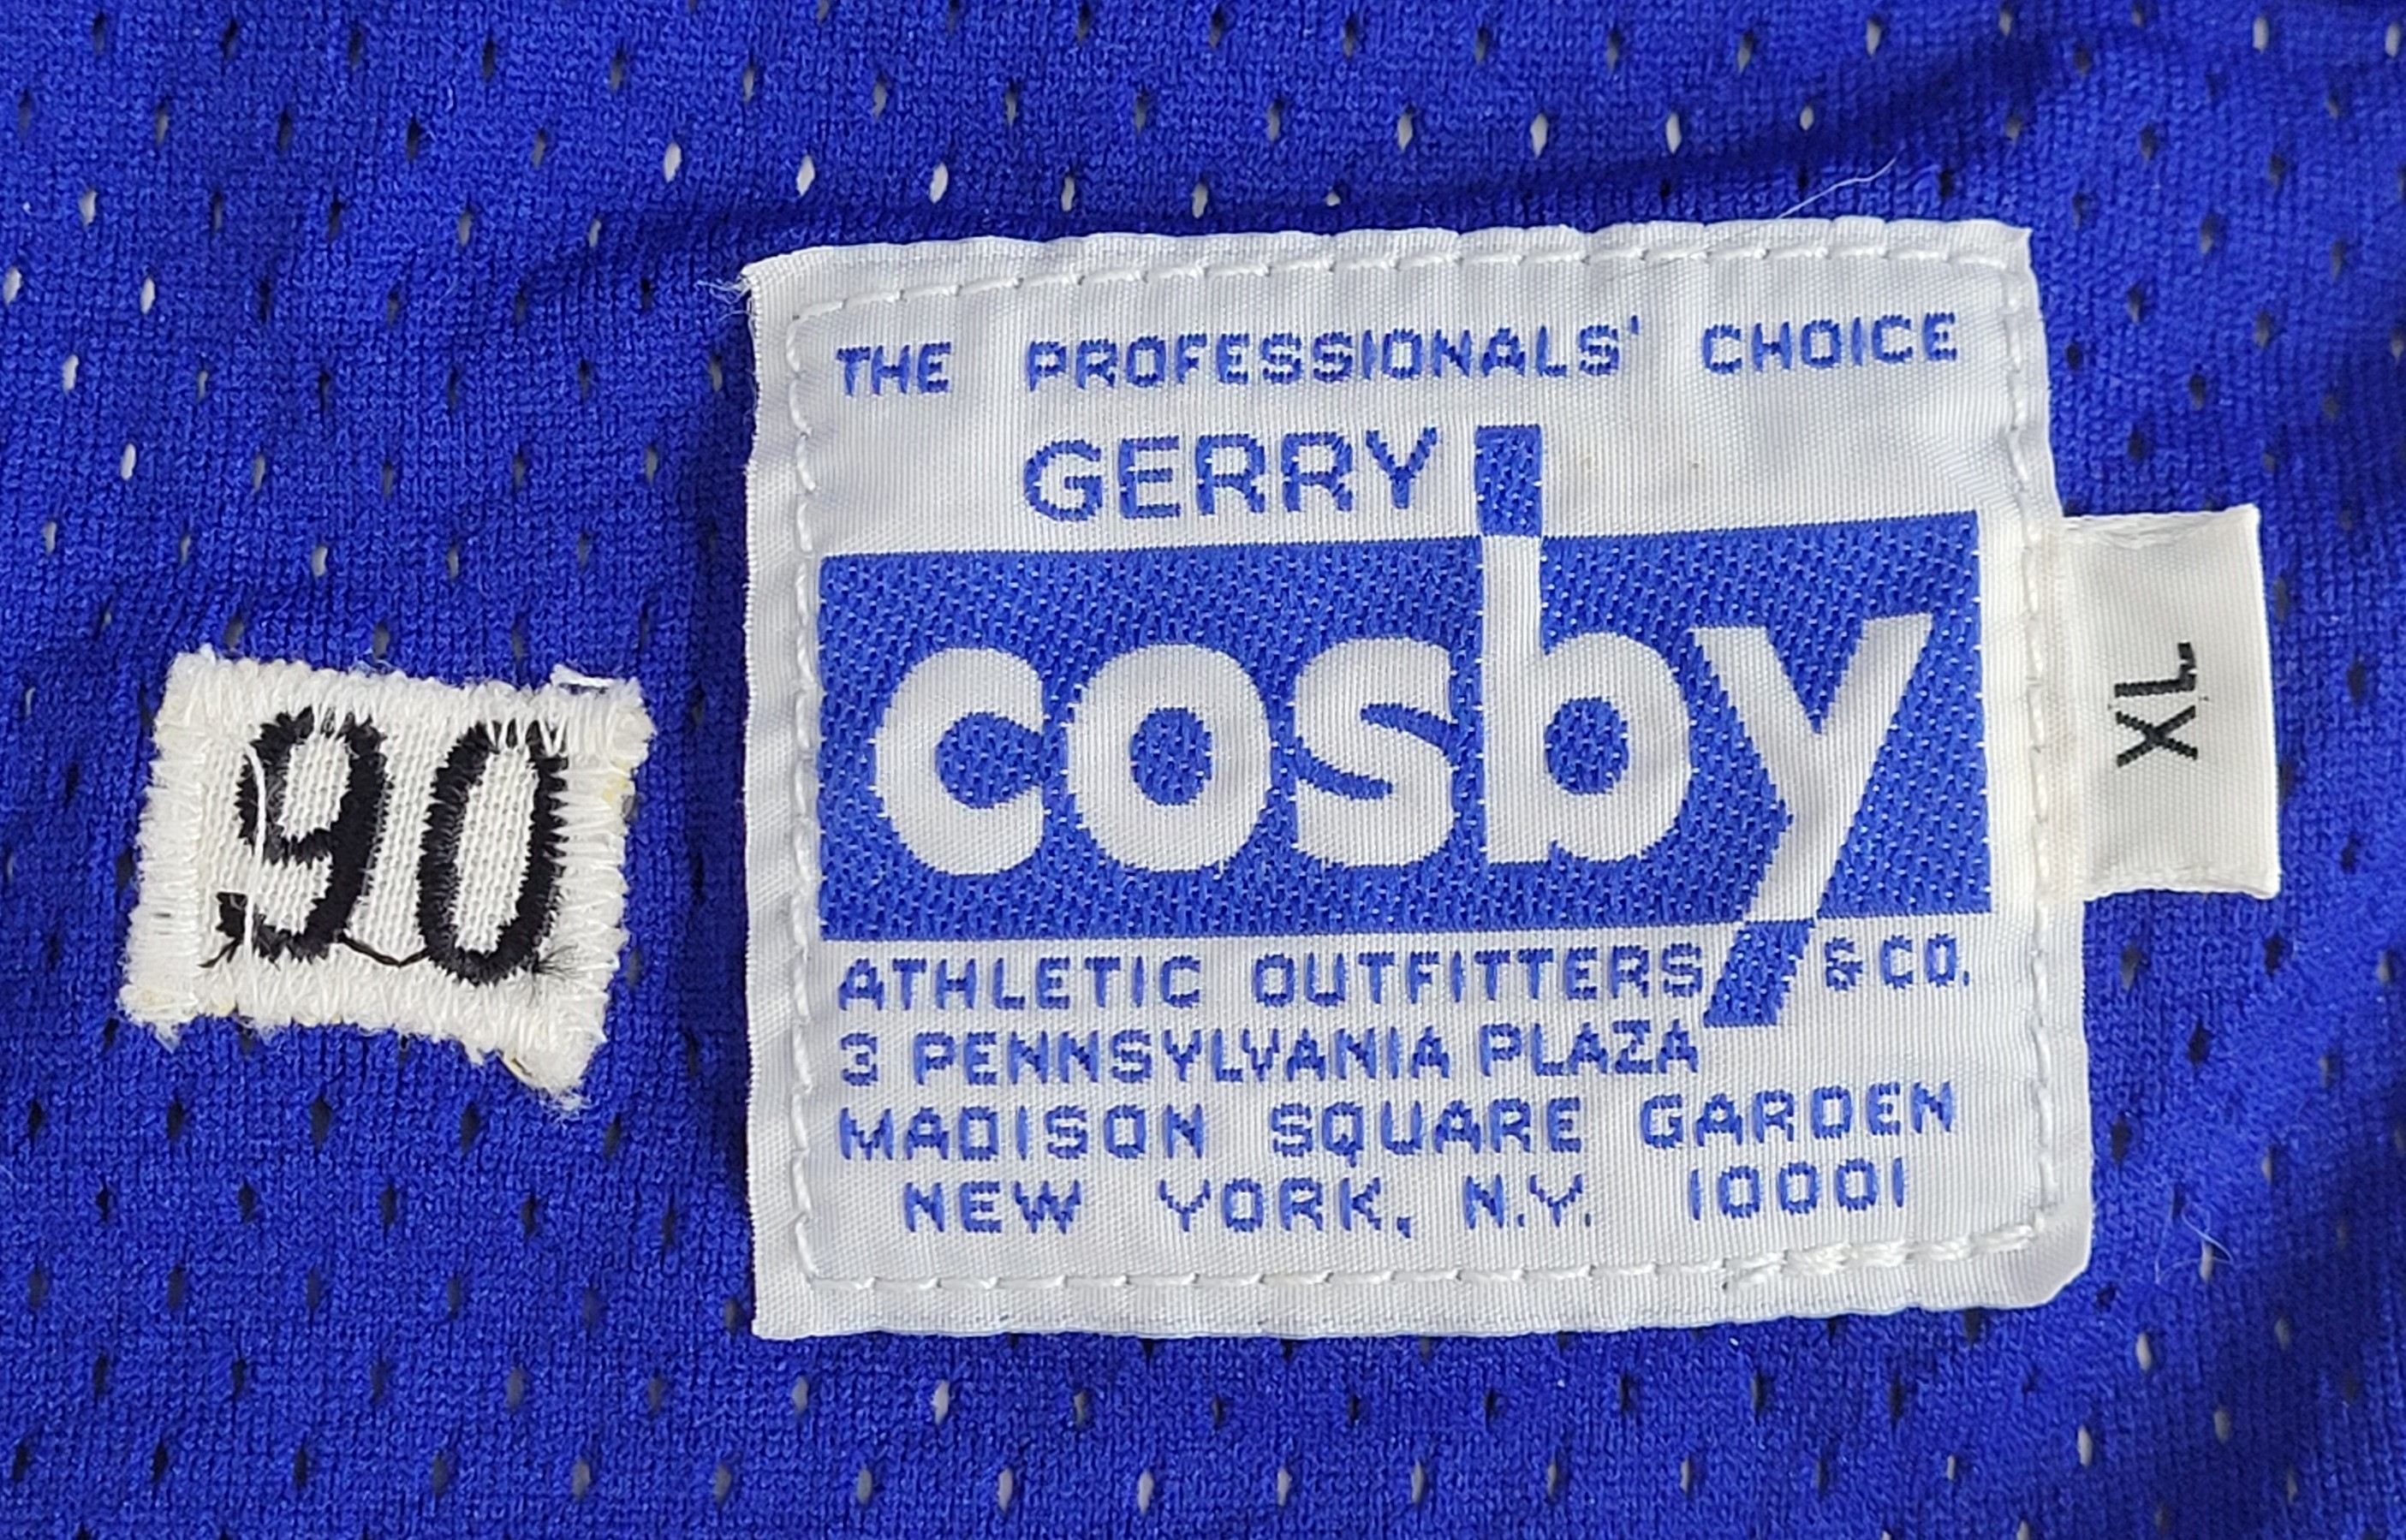 THE PROFESSIONALS' CHOICE
GERRY
cosby
ATHLETIC OUTFITTERS & CO.
3 PENNSYLVANIA PLAZA
MADISON SQUARE GARDEN
NEW YORK, N.Y. 10001
90
XL